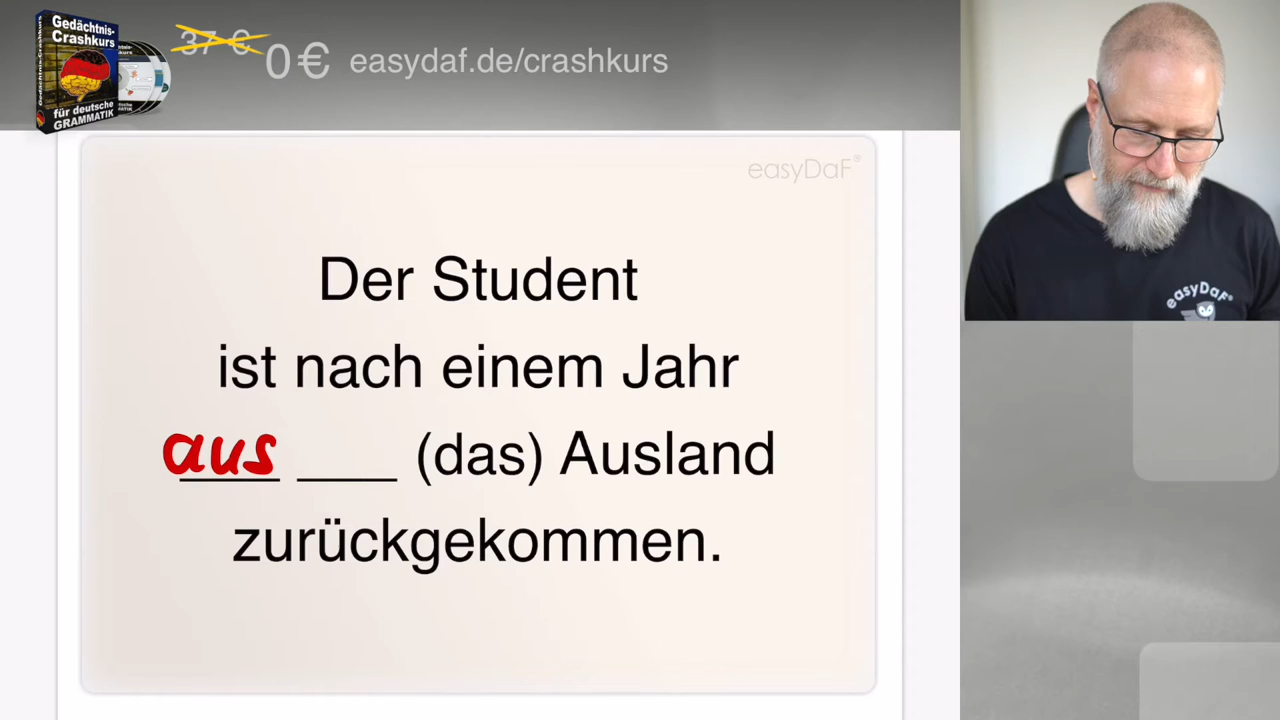 Gedächtnis-
Crashkurs
für deutsche
GRAMMATIK
37 €
0 € easydaf.de/crashkurs
easyDaF®
Der Student
ist nach einem Jahr
aus ____ (das) Ausland
zurückgekommen.
easyDaF®